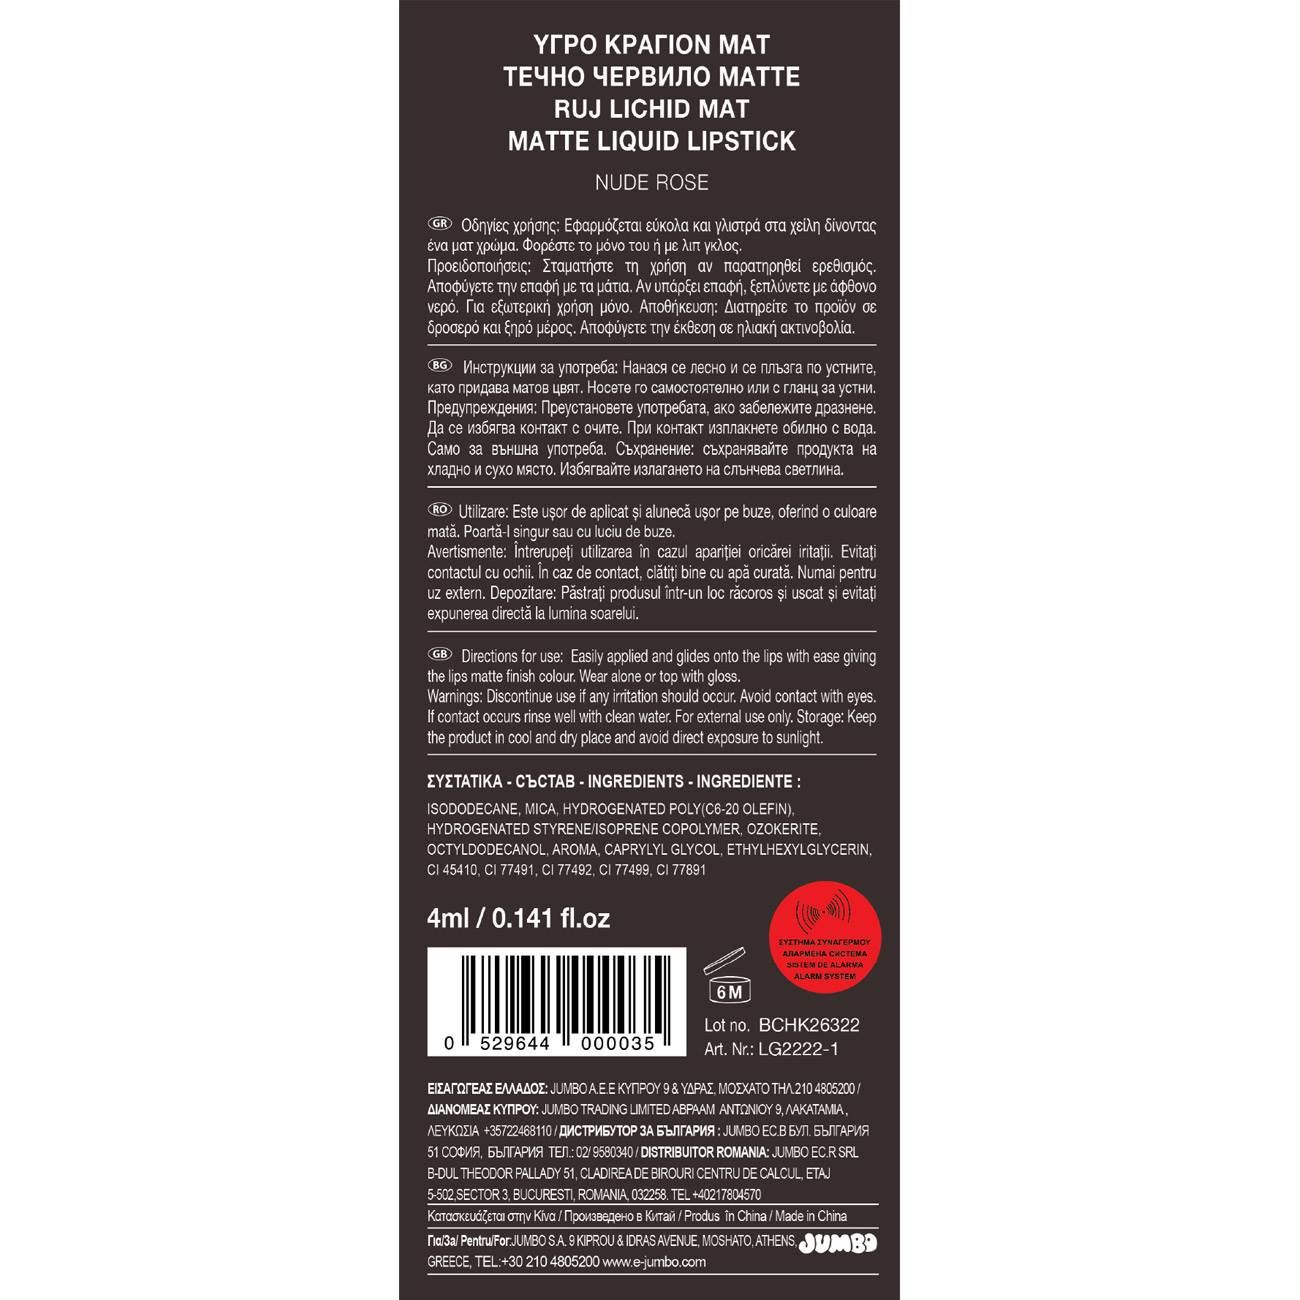 ΥΓΡΟ ΚΡΑΓΙΟΝ ΜΑΤ
ТЕЧНО ЧЕРВИЛО MATTE
RUJ LICHID MAT
MATTE LIQUID LIPSTICK
NUDE ROSE
GR Οδηγίες χρήσης: Εφαρμόζεται εύκολα και γλιστρά στα χείλη δίνοντας
ένα ματ χρώμα. Φορέστε το μόνο του ή με λιπ γκλος.
Προειδοποιήσεις: Σταματήστε τη χρήση αν παρατηρηθεί ερεθισμός.
Αποφύγετε την επαφή με τα μάτια. Αν υπάρξει επαφή, ξεπλύνετε με άφθονο
νερό. Για εξωτερική χρήση μόνο. Αποθήκευση: Διατηρείτε το προϊόν σε
δροσερό και ξηρό μέρος. Αποφύγετε την έκθεση σε ηλιακή ακτινοβολία.
BG Инструкции за употреба: Нанася се лесно и се плъзга по устните,
като придава матов цвят. Носете го самостоятелно или с гланц за устни.
Предупреждения: Преустановете употребата, ако забележите дразнене.
Да се избягва контакт с очите. При контакт изплакнете обилно с вода.
Само за външна употреба. Съхранение: съхранявайте продукта на
хладно и сухо място. Избягвайте излагането на слънчева светлина.
RO Utilizare: Este ușor de aplicat și alunecă ușor pe buze, oferind o culoare
mată. Poartă-l singur sau cu luciu de buze.
Avertismente: Întrerupeți utilizarea în cazul apariției oricărei iritații. Evitați
contactul cu ochii. În caz de contact, clătiți bine cu apă curată. Numai pentru
uz extern. Depozitare: Păstrați produsul într-un loc răcoros și uscat și evitați
expunerea directă la lumina soarelui.
GB Directions for use: Easily applied and glides onto the lips with ease giving
the lips matte finish colour. Wear alone or top with gloss.
Warnings: Discontinue use if any irritation should occur. Avoid contact with eyes.
If contact occurs rinse well with clean water. For external use only. Storage: Keep
the product in cool and dry place and avoid direct exposure to sunlight.
ΣΥΣΤΑΤΙΚΑ - СЪСТАВ - INGREDIENTS - INGREDIENTE :
ISODODECANE, MICA, HYDROGENATED POLY(C6-20 OLEFIN),
HYDROGENATED STYRENE/ISOPRENE COPOLYMER, OZOKERITE,
OCTYLDODECANOL, AROMA, CAPRYLYL GLYCOL, ETHYLHEXYLGLYCERIN,
CI 45410, CI 77491, CI 77492, CI 77499, CI 77891
4ml / 0.141 fl.oz
ΣΥΣΤΗΜΑ ΣΥΝΑΓΕΡΜΟΥ
АЛАРМЕНА СИСТЕМА
SISTEM DE ALARMA
ALARM SYSTEM
6 M
0 529644 000035
Lot no. BCHK26322
Art. Nr.: LG2222-1
ΕΙΣΑΓΩΓΕΑΣ ΕΛΛΑΔΟΣ: JUMBO A.E.E ΚΥΠΡΟΥ 9 & ΥΔΡΑΣ, ΜΟΣΧΑΤΟ ΤΗΛ.210 4805200 /
ΔΙΑΝΟΜΕΑΣ ΚΥΠΡΟΥ: JUMBO TRADING LIMITED ΑΒΡΑΑΜ ΑΝΤΩΝΙΟΥ 9, ΛΑΚΑΤΑΜΙΑ ,
ΛΕΥΚΩΣΙΑ +35722468110 / ДИСТРИБУТОР ЗА БЪЛГАРИЯ : JUMBO EC.B БУЛ. БЪЛГАРИЯ
51 СОФИЯ, БЪЛГАРИЯ ТЕЛ.: 02/ 9580340 / DISTRIBUITOR ROMANIA: JUMBO EC.R SRL
B-DUL THEODOR PALLADY 51, CLADIREA DE BIROURI CENTRU DE CALCUL, ETAJ
5-502,SECTOR 3, BUCURESTI, ROMANIA, 032258. TEL +40217804570
Κατασκευάζεται στην Κίνα / Произведено в Китай / Produs în China / Made in China
Για/За/ Pentru/For:JUMBO S.A. 9 KIPROU & IDRAS AVENUE, MOSHATO, ATHENS, JUMBO
GREECE, TEL:+30 210 4805200 www.e-jumbo.com